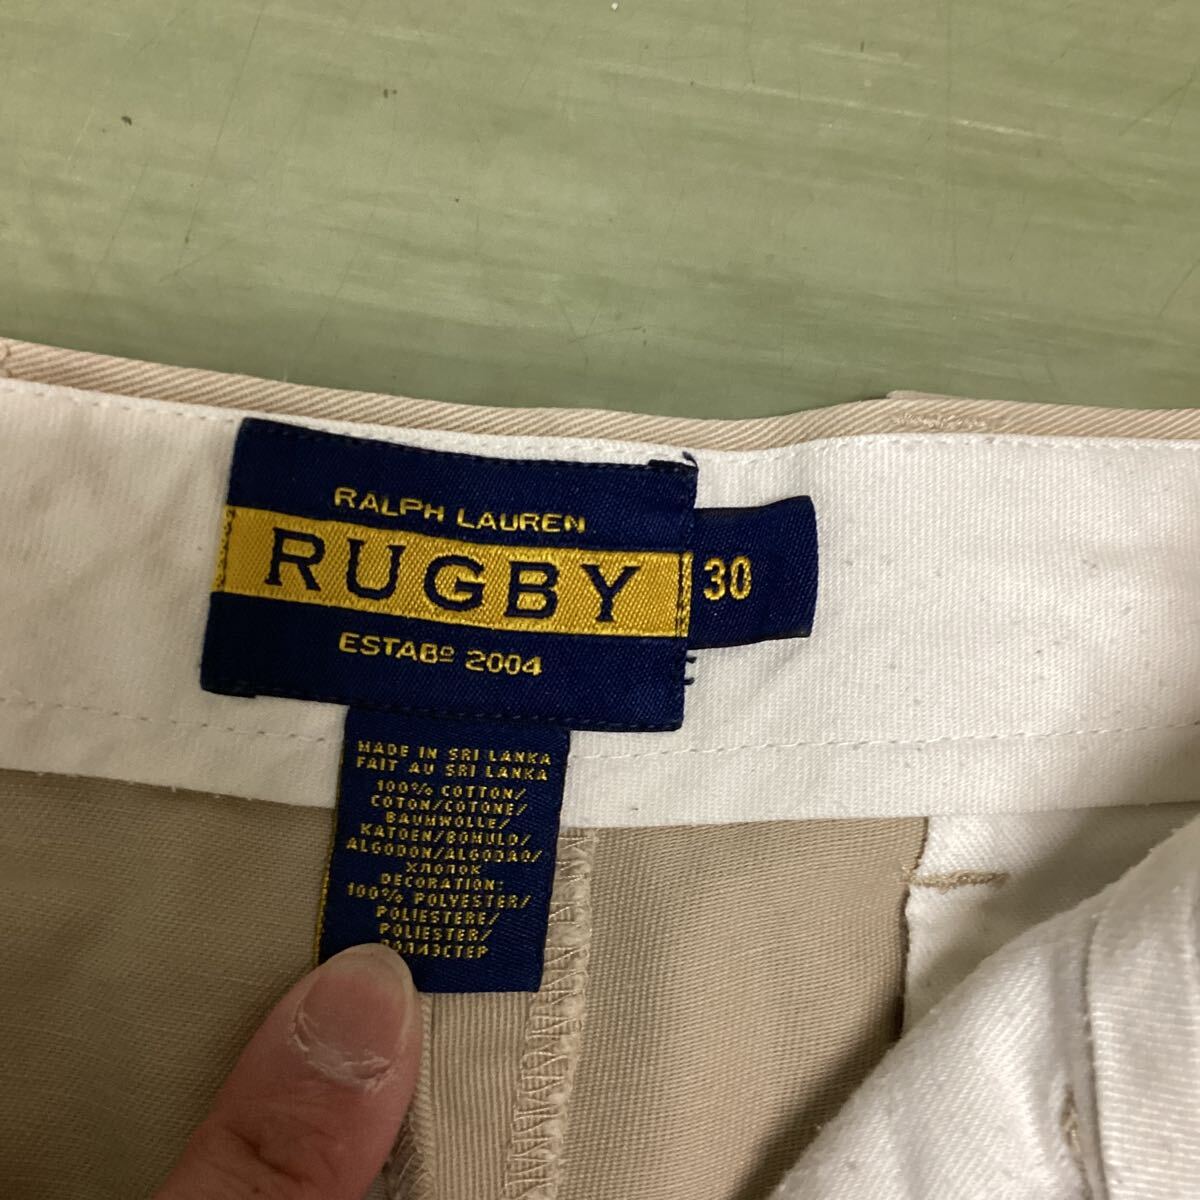 RALPH LAUREN
RUGBY
30
ESTABº 2004
MADE IN SRI LANKA
FAIT AU SRI LANKA
100% COTTON/
COTON/COTONE/
BAUMWOLLE/
KATOEN/BOMULD/
ALGODON/ALGODAO/
ХЛОПОК
DECORATION:
100% POLYESTER/
POLIESTERE/
POLIESTER/
ПОЛИЭСТЕР